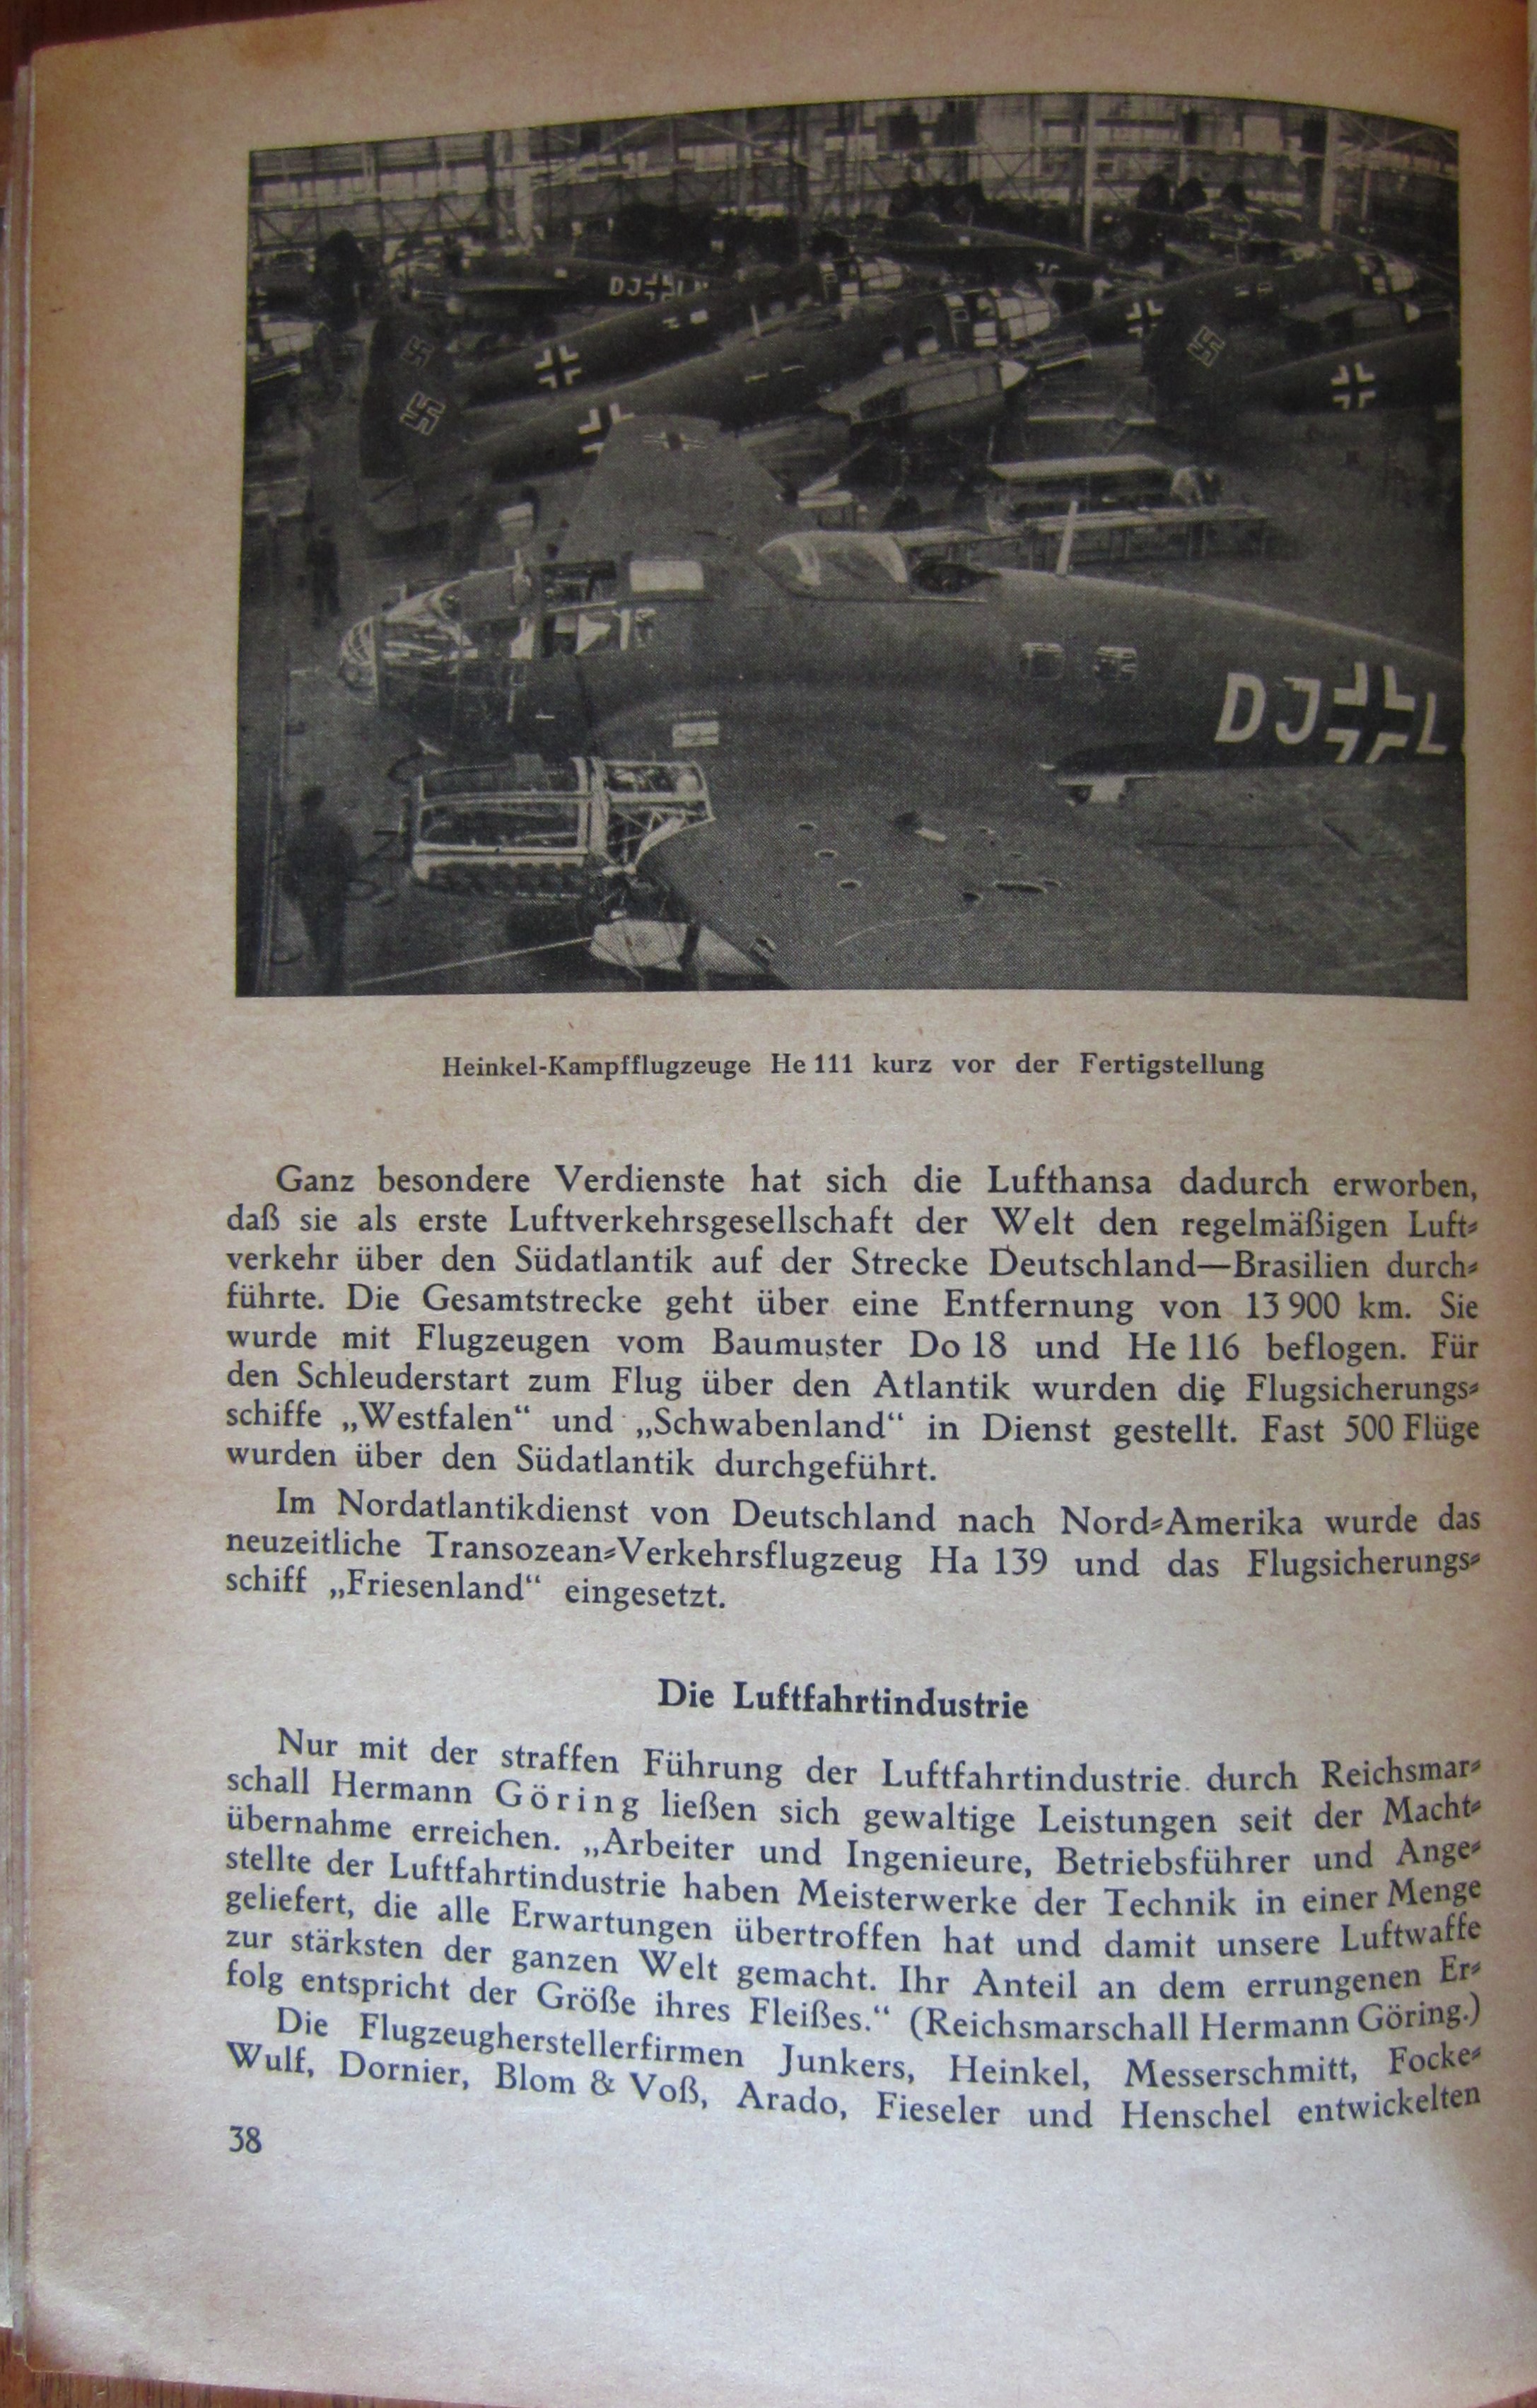 DJ LN
DJ L
Heinkel-Kampfflugzeuge He 111 kurz vor der Fertigstellung
Ganz besondere Verdienste hat sich die Lufthansa dadurch erworben,
daß sie als erste Luftverkehrsgesellschaft der Welt den regelmäßigen Luft-
verkehr über den Südatlantik auf der Strecke Deutschland—Brasilien durch-
führte. Die Gesamtstrecke geht über eine Entfernung von 13 900 km. Sie
wurde mit Flugzeugen vom Baumuster Do 18 und He 116 beflogen. Für
den Schleuderstart zum Flug über den Atlantik wurden die Flugsicherungs-
schiffe „Westfalen“ und „Schwabenland“ in Dienst gestellt. Fast 500 Flüge
wurden über den Südatlantik durchgeführt.
Im Nordatlantikdienst von Deutschland nach Nord-Amerika wurde das
neuzeitliche Transozean-Verkehrsflugzeug Ha 139 und das Flugsicherungs-
schiff „Friesenland“ eingesetzt.
Die Luftfahrtindustrie
Nur mit der straffen Führung der Luftfahrtindustrie durch Reichsmar-
schall Hermann Göring ließen sich gewaltige Leistungen seit der Macht-
übernahme erreichen. „Arbeiter und Ingenieure, Betriebsführer und Ange-
stellte der Luftfahrtindustrie haben Meisterwerke der Technik in einer Menge
geliefert, die alle Erwartungen übertroffen hat und damit unsere Luftwaffe
zur stärksten der ganzen Welt gemacht. Ihr Anteil an dem errungenen Er-
folg entspricht der Größe ihres Fleißes.“ (Reichsmarschall Hermann Göring.)
Die Flugzeugherstellerfirmen Junkers, Heinkel, Messerschmitt, Focke-
Wulf, Dornier, Blom & Voß, Arado, Fieseler und Henschel entwickelten
38